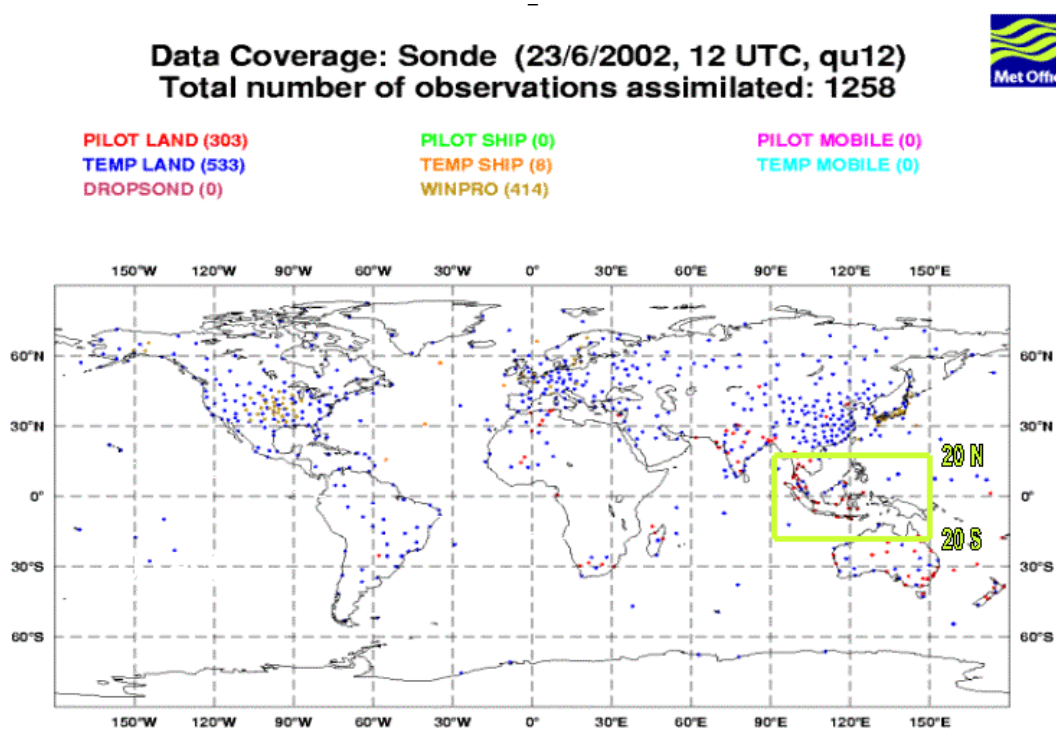 Data Coverage: Sonde (23/6/2002, 12 UTC, qu12)
Total number of observations assimilated: 1258
Met Offi
PILOT LAND (303) PILOT SHIP (0) PILOT MOBILE (0)
TEMP LAND (533) TEMP SHIP (8) TEMP MOBILE (0)
DROPSOND (0) WINPRO (414)
150°W 120°W 90°W 60°W 30°W 0° 30°E 60°E 90°E 120°E 150°E
60°N 60°N
30°N 30°N
20 N
0° 0°
20 S
30°S 30°S
60°S 60°S
150°W 120°W 90°W 60°W 30°W 0° 30°E 60°E 90°E 120°E 150°E